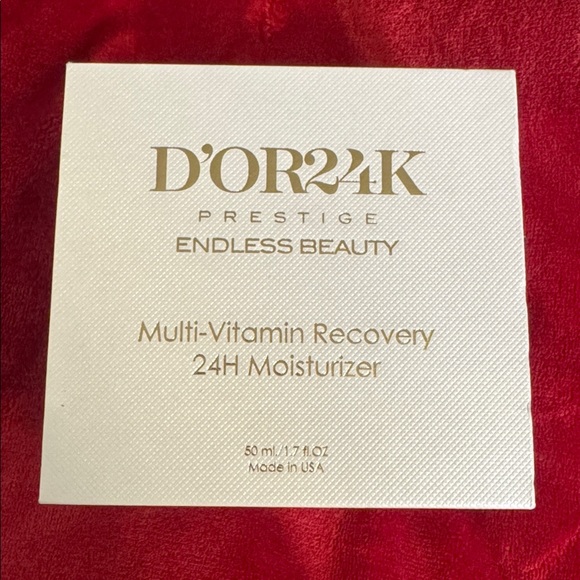 D'OR24K
PRESTIGE
ENDLESS BEAUTY
Multi-Vitamin Recovery
24H Moisturizer
50 ml./1.7 fl.OZ
Made in USA